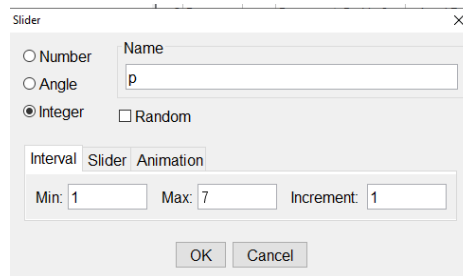 Slider
Number
Name
p
Angle
Integer
Random
Interval Slider Animation
Min: 1 Max: 7 Increment: 1
OK Cancel